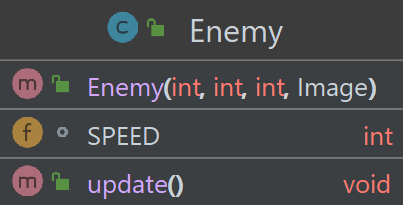 C Enemy
m Enemy(int, int, int, Image)
f SPEED int
m update() void